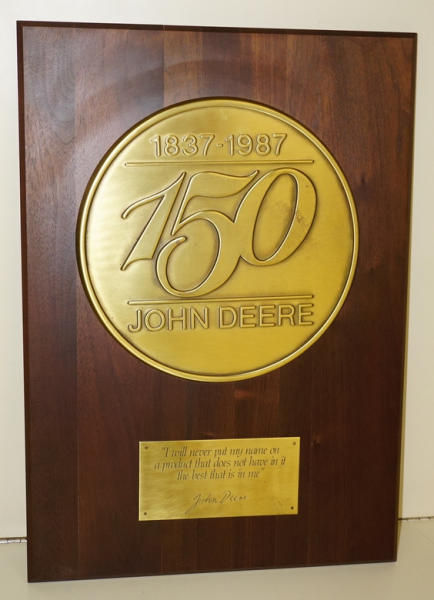 1837-1987
150
JOHN DEERE
"I will never put my name on
a product that does not have in it
the best that is in me"
John Deere